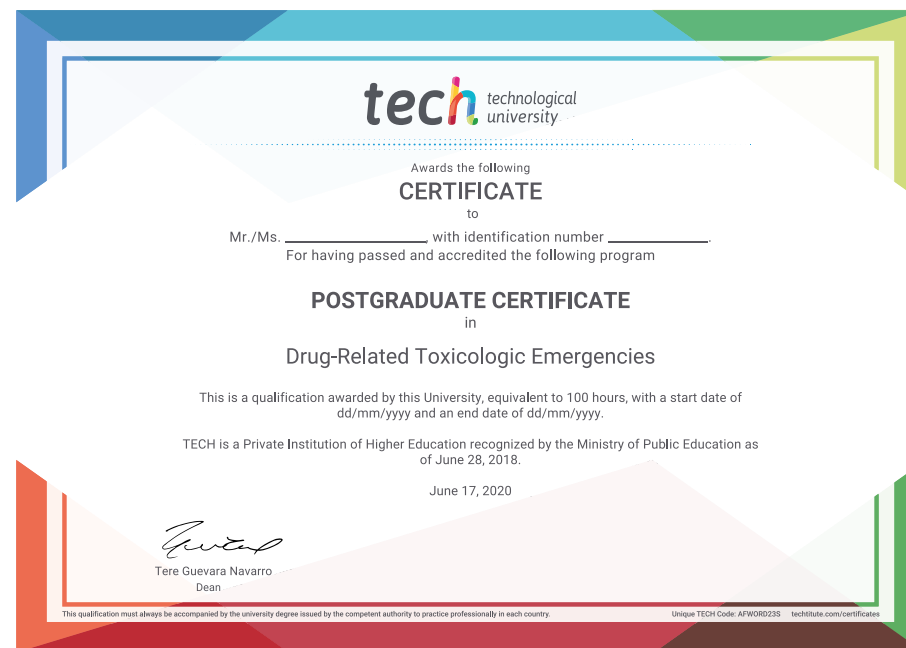 tech technological
university
Awards the following
CERTIFICATE
to
Mr./Ms. ____________, with identification number ____________.
For having passed and accredited the following program
POSTGRADUATE CERTIFICATE
in
Drug-Related Toxicologic Emergencies
This is a qualification awarded by this University, equivalent to 100 hours, with a start date of
dd/mm/yyyy and an end date of dd/mm/yyyy.
TECH is a Private Institution of Higher Education recognized by the Ministry of Public Education as
of June 28, 2018.
June 17, 2020
Tere Guevara Navarro
Dean
This qualification must always be accompanied by the university degree issued by the competent authority to practice professionally in each country. Unique TECH Code: AFWORD23S techtitute.com/certificates